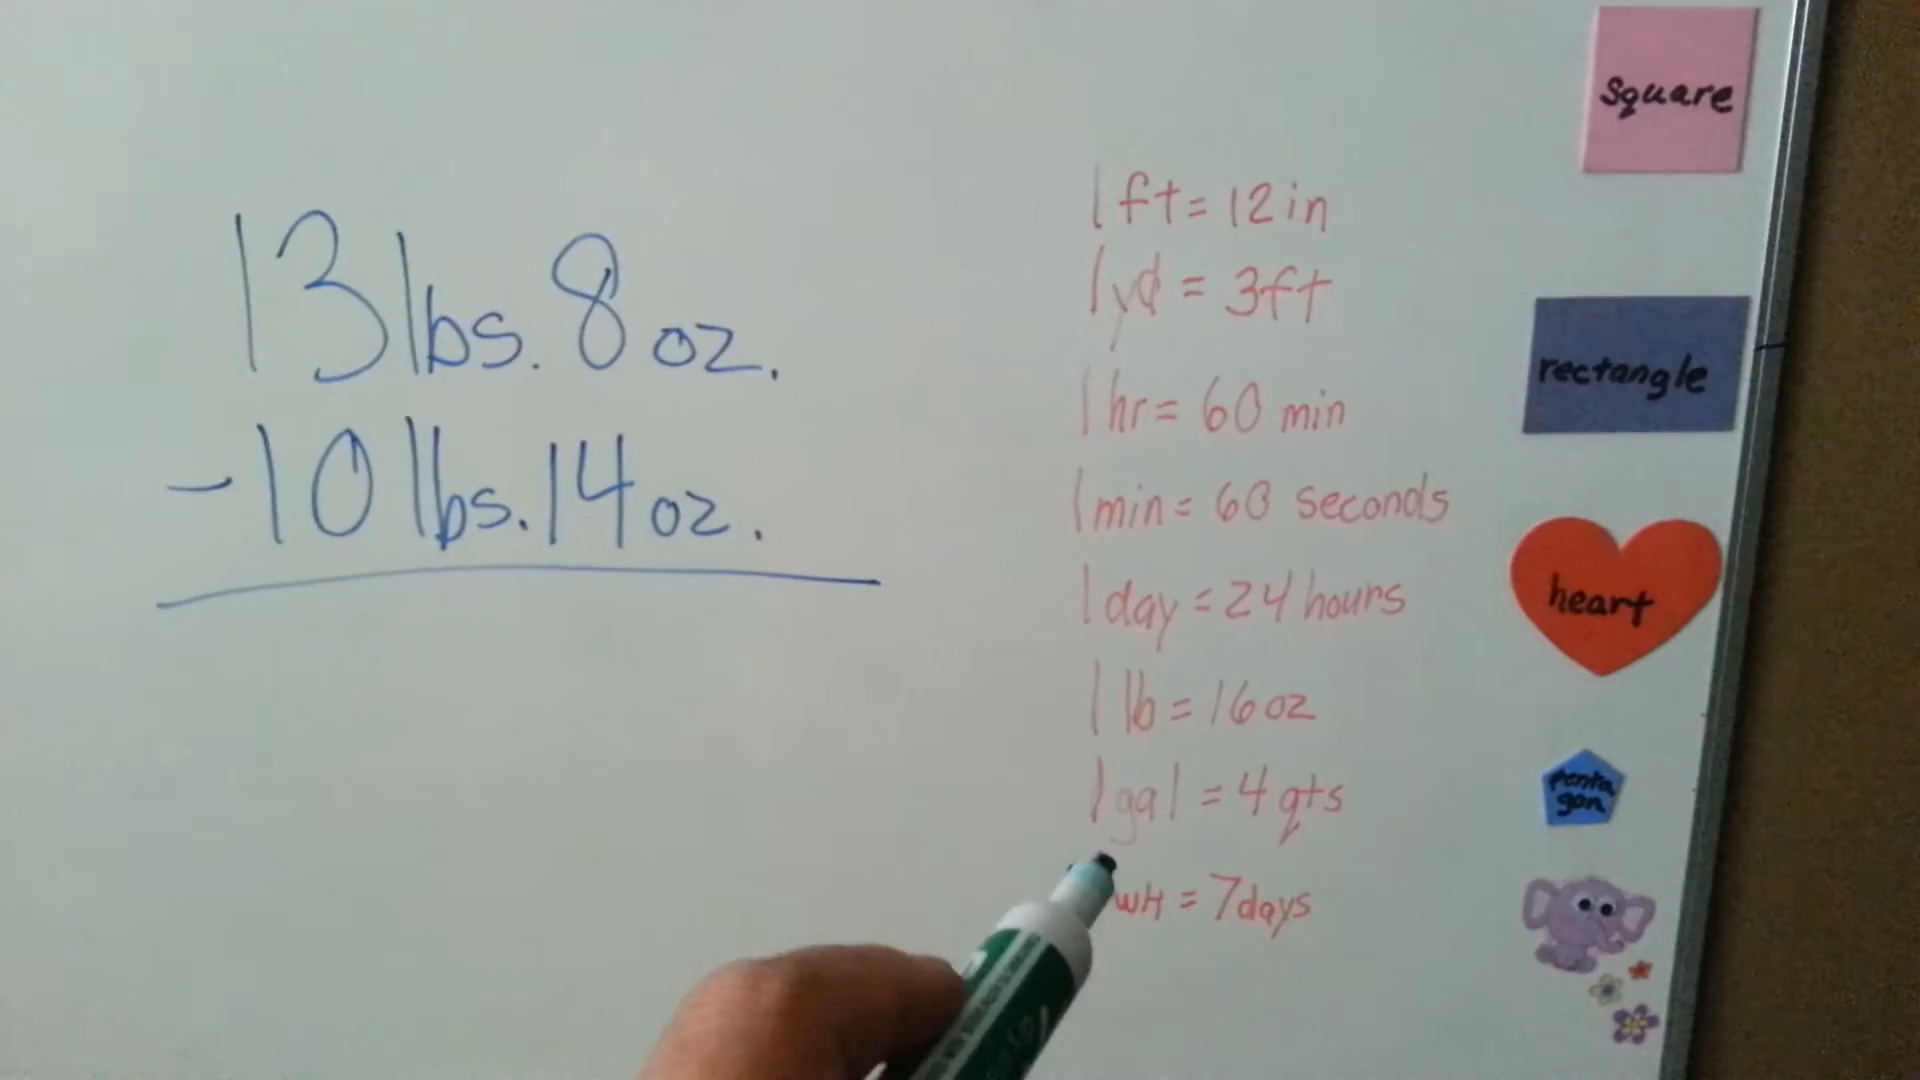 13 lbs. 8 oz.
- 10 lbs. 14 oz.
1 ft = 12 in
1 yd = 3 ft
1 hr = 60 min
1 min = 60 seconds
1 day = 24 hours
1 lb = 16 oz
1 gal = 4 qts
wk = 7 days
square
rectangle
heart
penta
gon